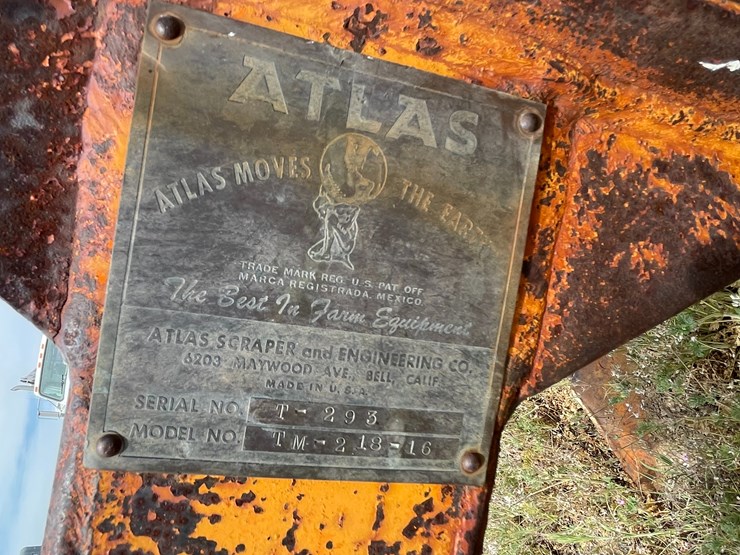 ATLAS
ATLAS MOVES THE EARTH
TRADE MARK REG. U.S. PAT. OFF.
MARCA REGISTRADA. MEXICO
The Best In Farm Equipment
ATLAS SCRAPER and ENGINEERING CO.
6203 MAYWOOD AVE., BELL, CALIF.
MADE IN U.S.A.
SERIAL NO. T-293
MODEL NO. TM-218-16